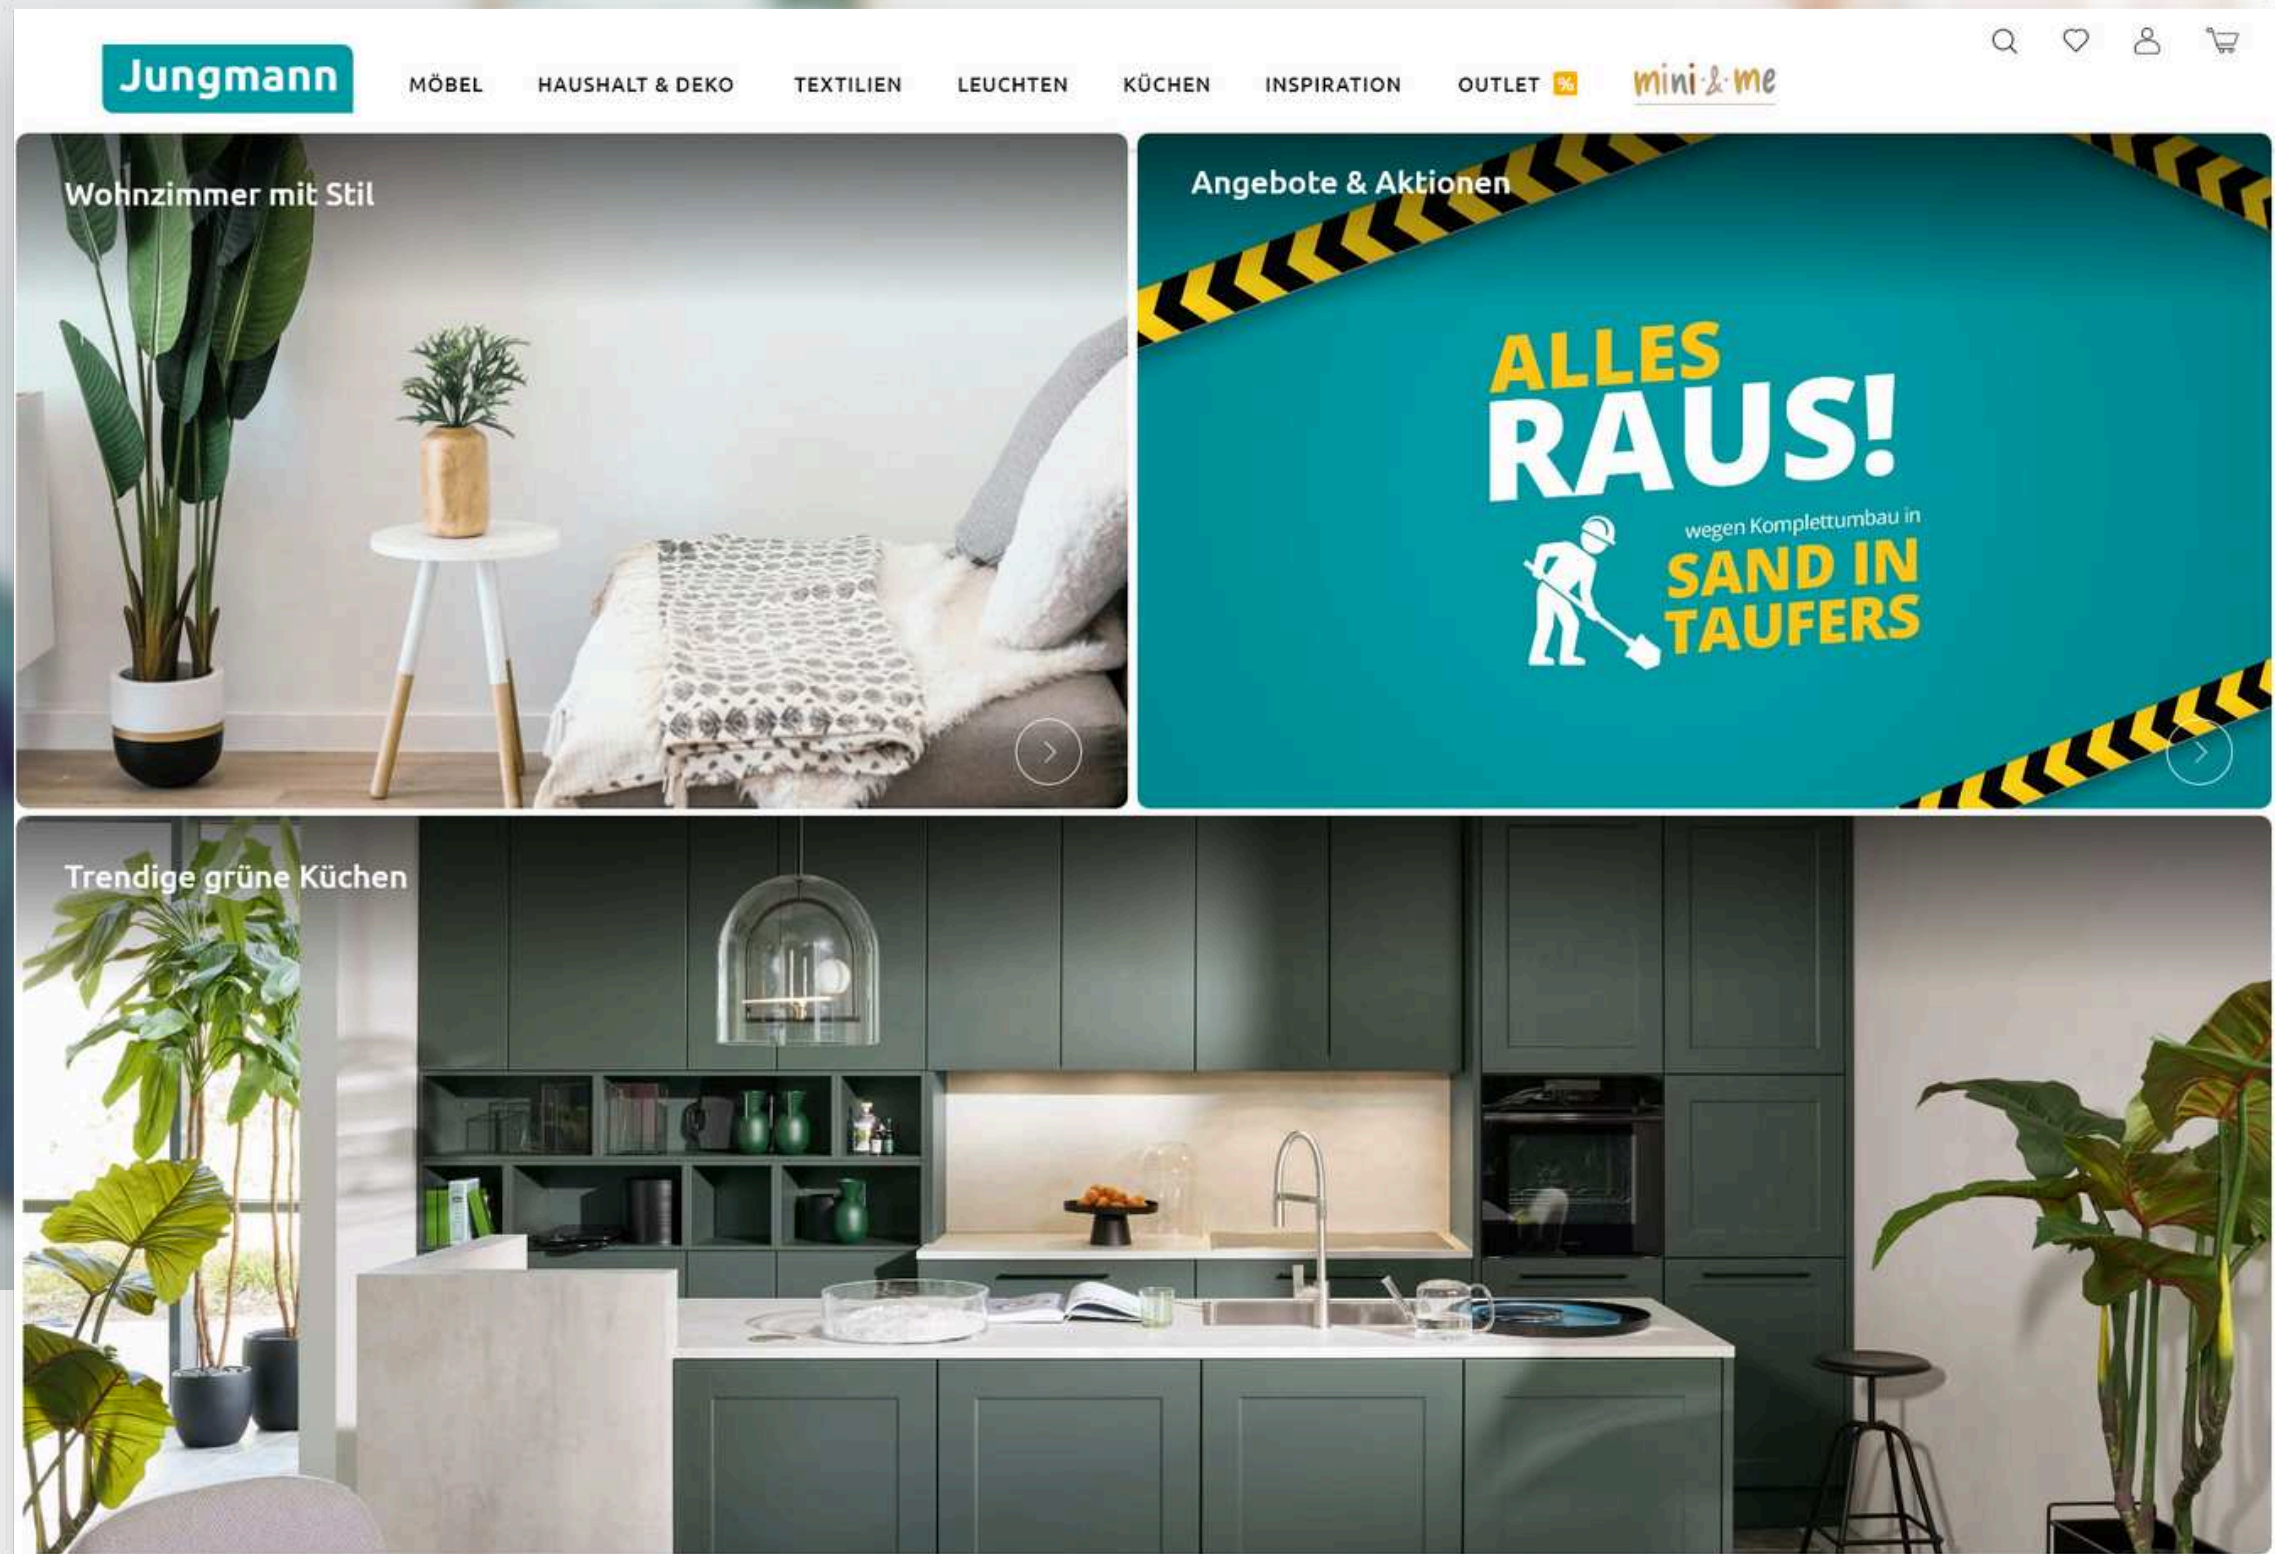 Jungmann
MÖBEL
HAUSHALT & DEKO
TEXTILIEN
LEUCHTEN
KÜCHEN
INSPIRATION
OUTLET %
mini & me
Wohnzimmer mit Stil
Angebote & Aktionen
ALLES
RAUS!
wegen Komplettumbau in
SAND IN
TAUFERS
Trendige grüne Küchen